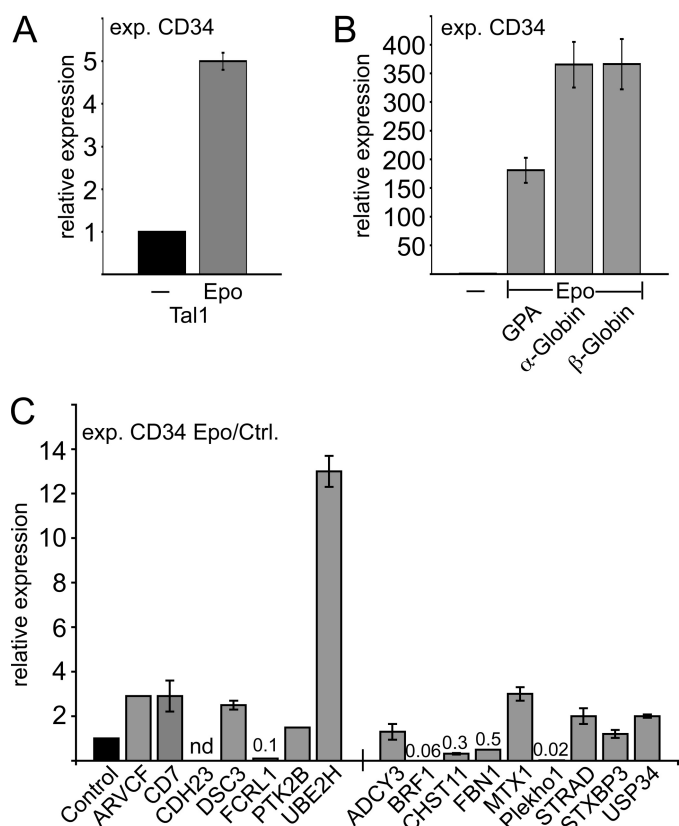 A
exp. CD34
relative expression
5
4
3
2
1
– Epo
Tal1
B
exp. CD34
relative expression
400
350
300
250
200
150
100
50
– Epo
GPA
α-Globin
β-Globin
C
exp. CD34 Epo/Ctrl.
relative expression
14
12
10
8
6
4
2
nd
0.1
0.06
0.3
0.5
0.02
Control
ARVCF
CD7
CDH23
DSC3
FCRL1
PTK2B
UBE2H
ADCY3
BRF1
CHST11
FBN1
MTX1
Plekho1
STRAD
STXBP3
USP34